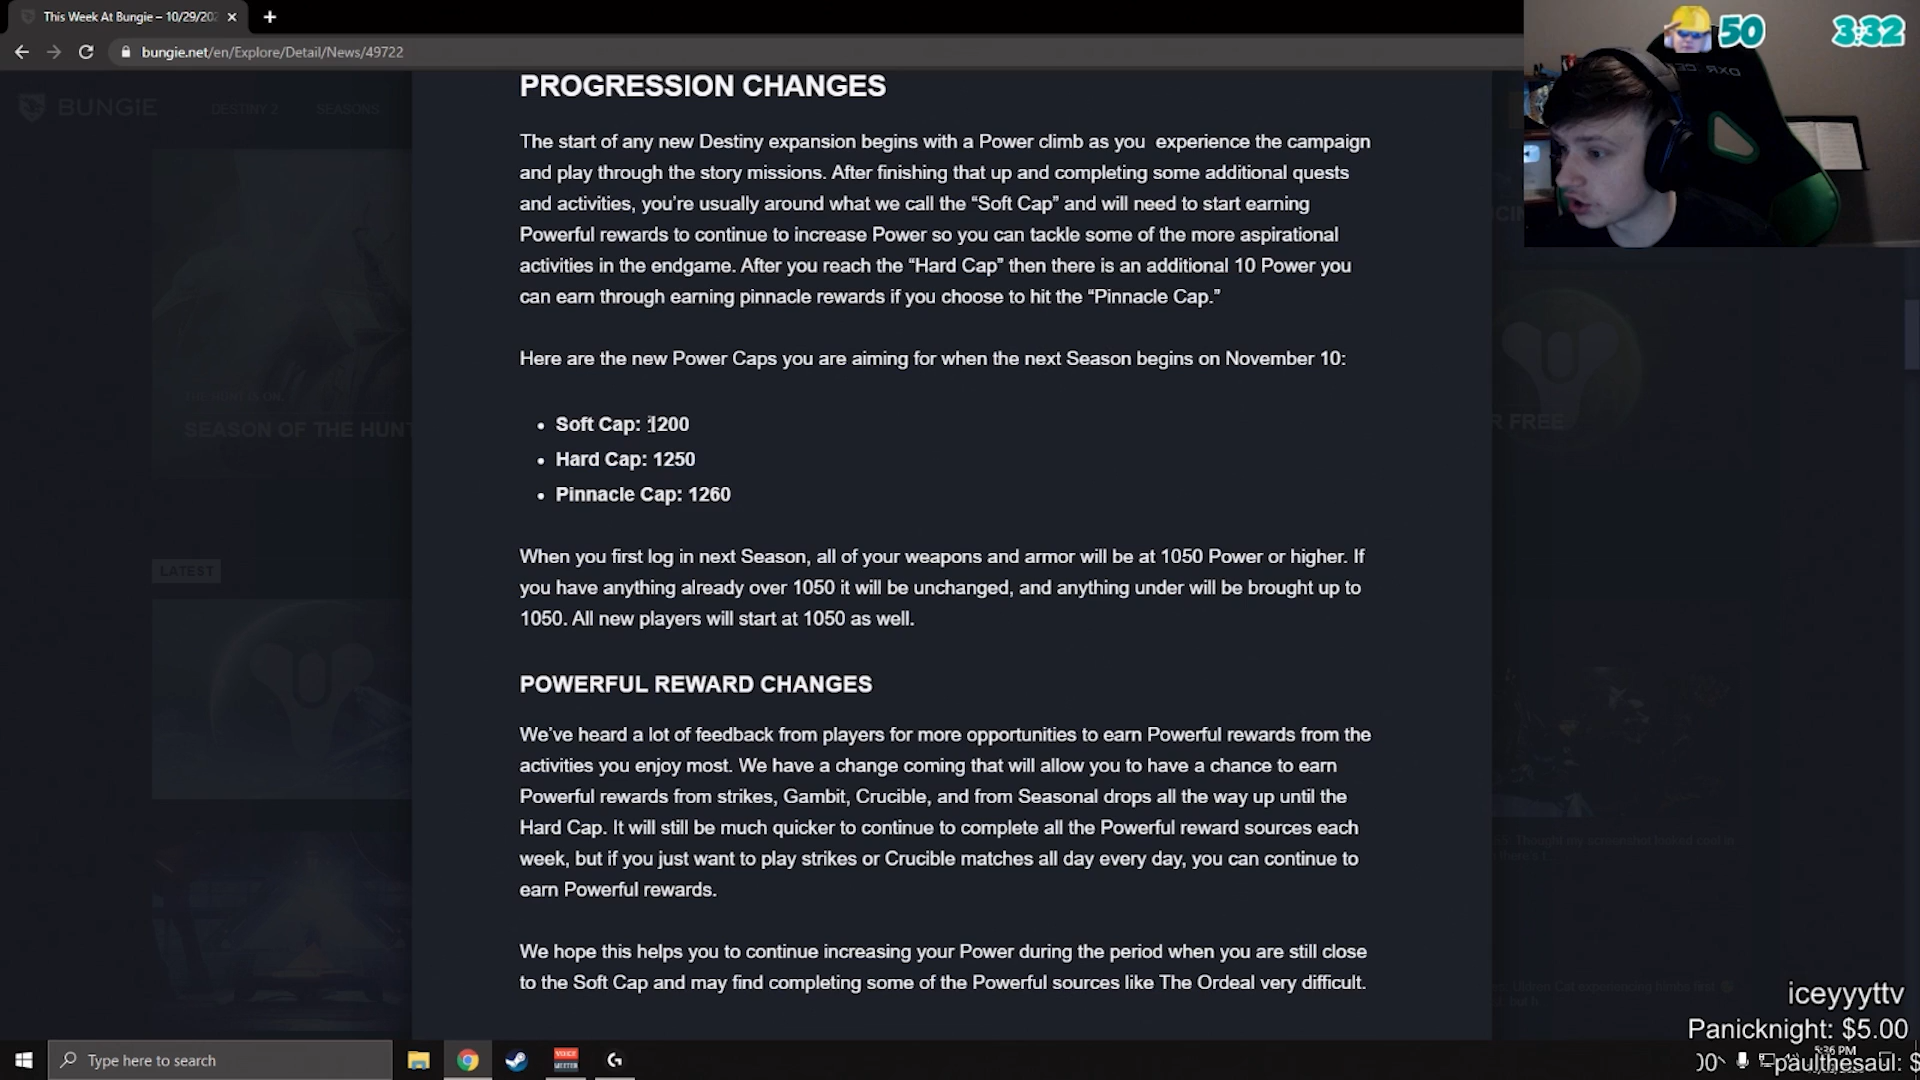 This Week At Bungie – 10/29/202
bungie.net/en/Explore/Detail/News/49722
50
3:32
BUNGIE
DESTINY 2
SEASONS
PROGRESSION CHANGES
The start of any new Destiny expansion begins with a Power climb as you experience the campaign
and play through the story missions. After finishing that up and completing some additional quests
and activities, you’re usually around what we call the “Soft Cap” and will need to start earning
Powerful rewards to continue to increase Power so you can tackle some of the more aspirational
activities in the endgame. After you reach the “Hard Cap” then there is an additional 10 Power you
can earn through earning pinnacle rewards if you choose to hit the “Pinnacle Cap.”
Here are the new Power Caps you are aiming for when the next Season begins on November 10:
SEASON OF THE HUNT
R FREE
• Soft Cap: 1200
• Hard Cap: 1250
• Pinnacle Cap: 1260
When you first log in next Season, all of your weapons and armor will be at 1050 Power or higher. If
you have anything already over 1050 it will be unchanged, and anything under will be brought up to
1050. All new players will start at 1050 as well.
LATEST
POWERFUL REWARD CHANGES
We’ve heard a lot of feedback from players for more opportunities to earn Powerful rewards from the
activities you enjoy most. We have a change coming that will allow you to have a chance to earn
Powerful rewards from strikes, Gambit, Crucible, and from Seasonal drops all the way up until the
Hard Cap. It will still be much quicker to continue to complete all the Powerful reward sources each
week, but if you just want to play strikes or Crucible matches all day every day, you can continue to
earn Powerful rewards.
We hope this helps you to continue increasing your Power during the period when you are still close
to the Soft Cap and may find completing some of the Powerful sources like The Ordeal very difficult.
iceyyyttv
Panicknight: $5.00
paulthesaul: $
5:36 PM
Type here to search